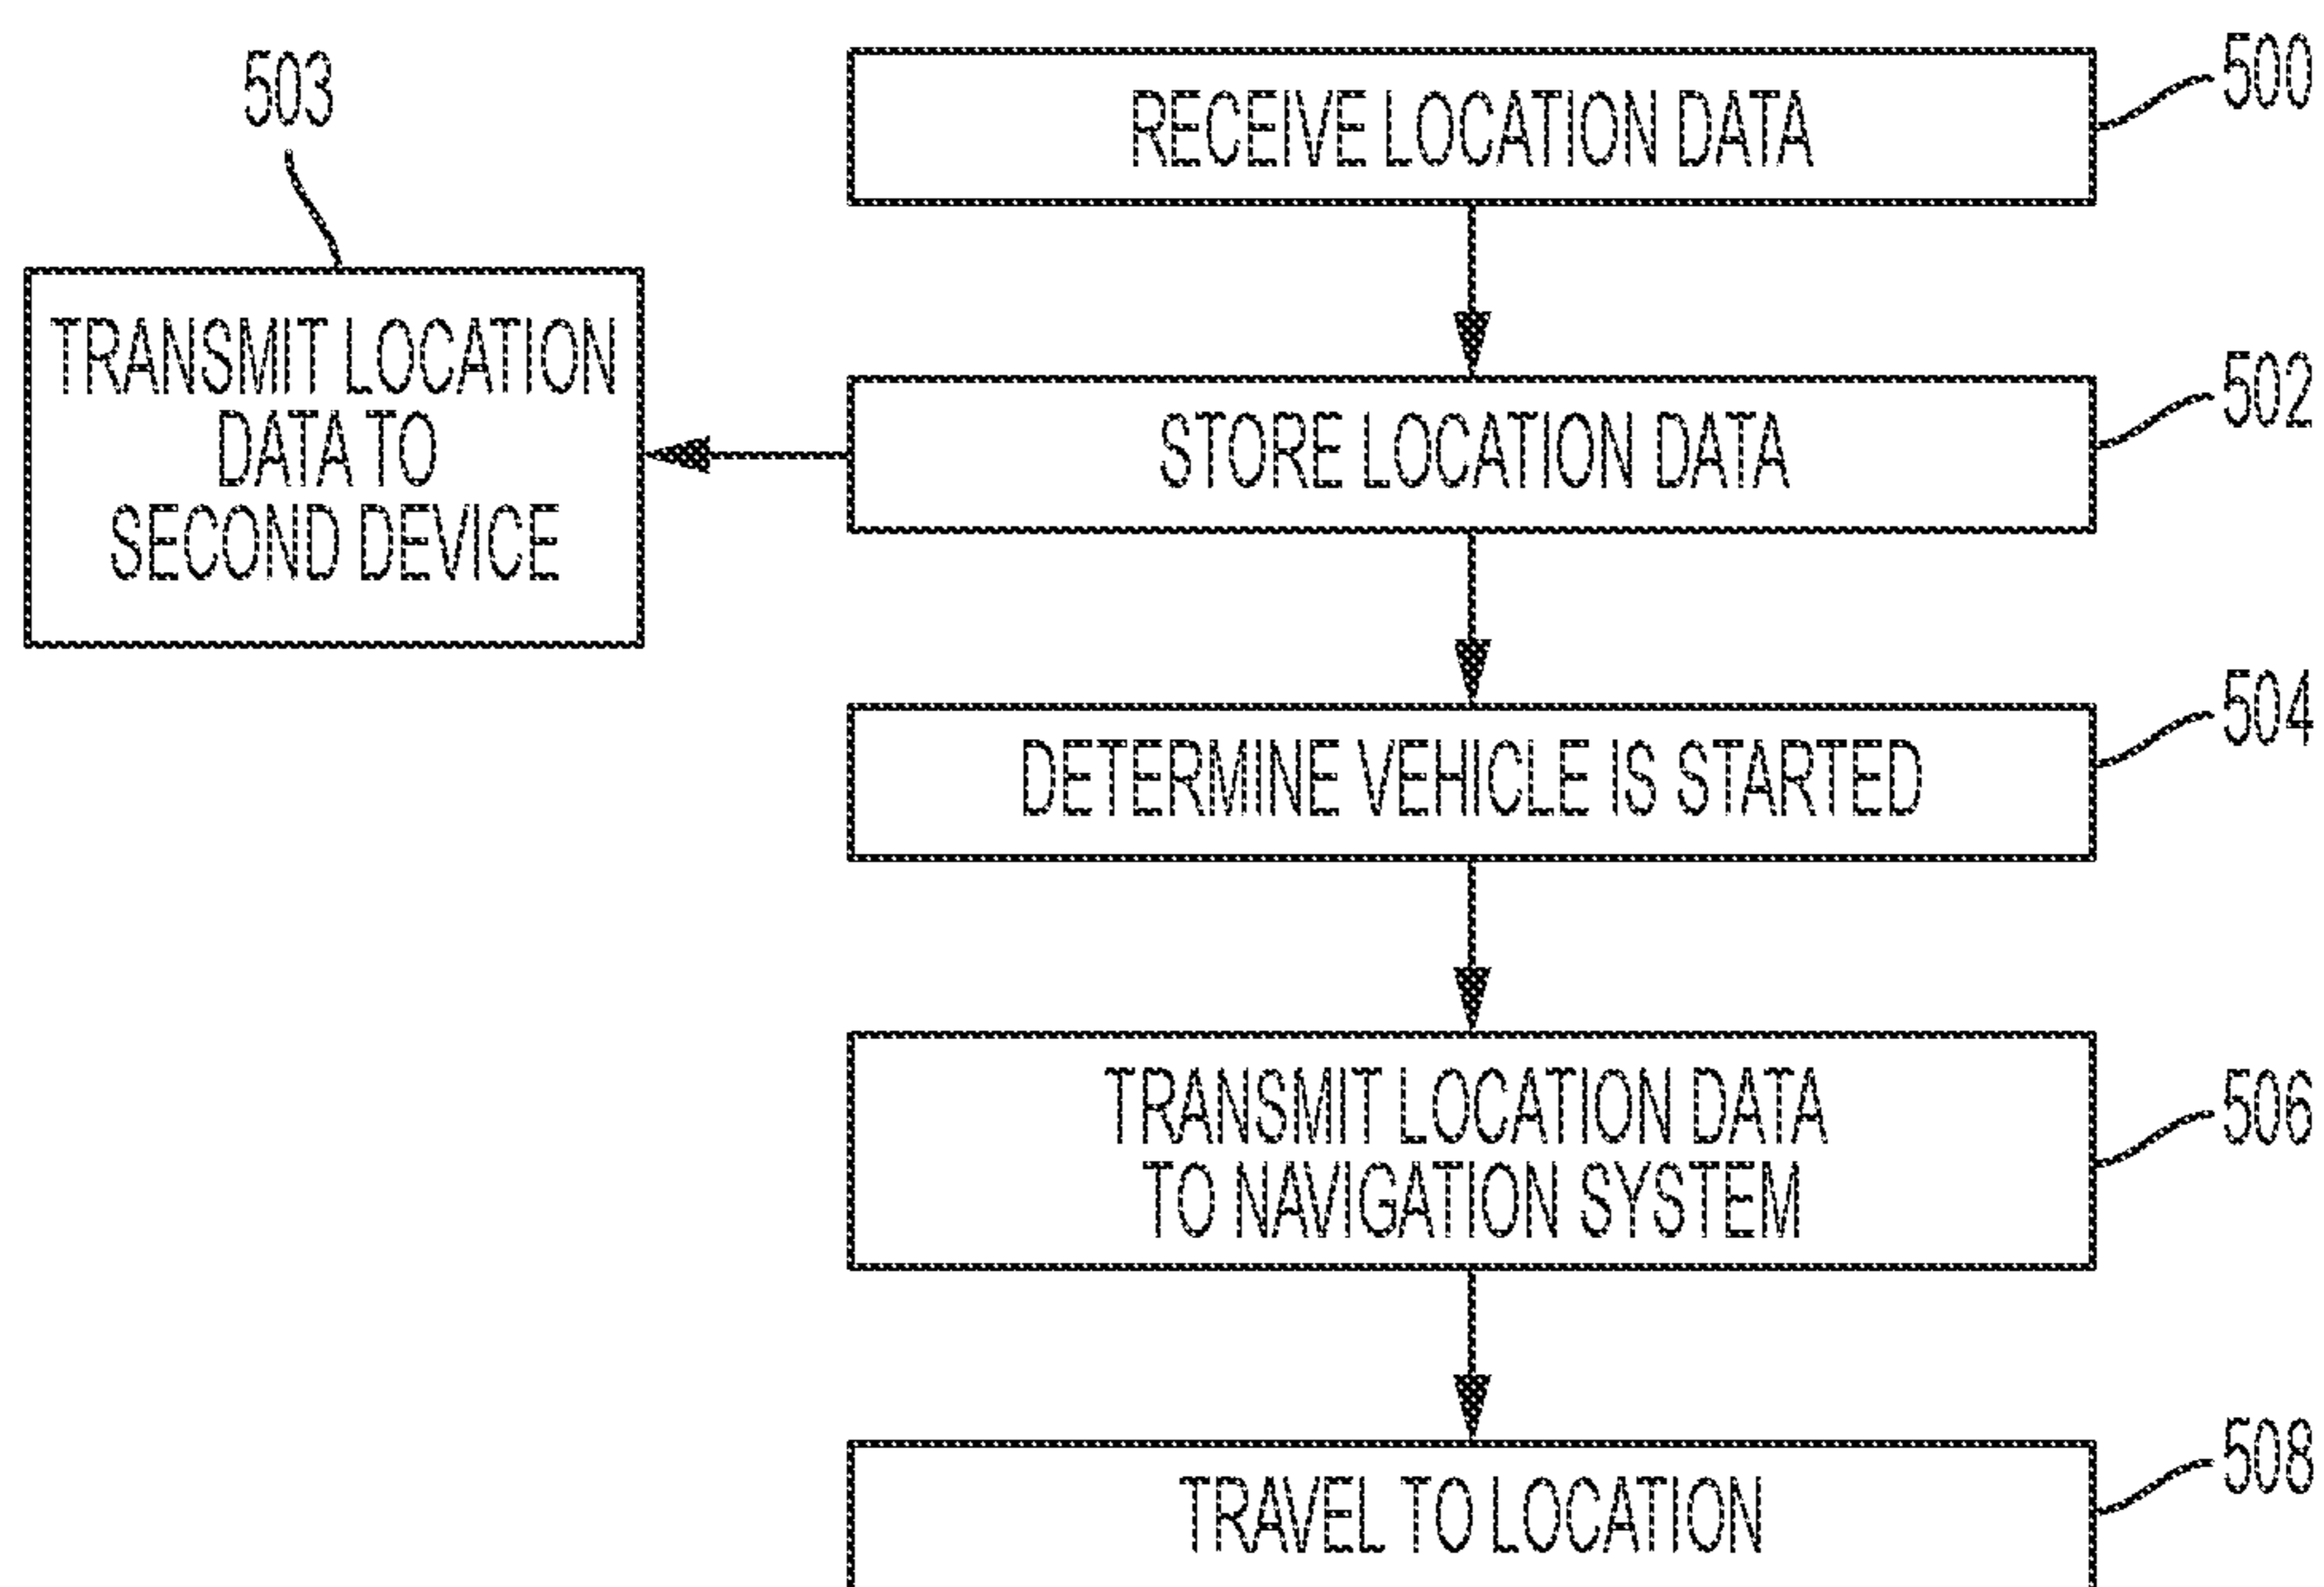 503
500
RECEIVE LOCATION DATA
TRANSMIT LOCATION
DATA TO
SECOND DEVICE
502
STORE LOCATION DATA
504
DETERMINE VEHICLE IS STARTED
506
TRANSMIT LOCATION DATA
TO NAVIGATION SYSTEM
508
TRAVEL TO LOCATION